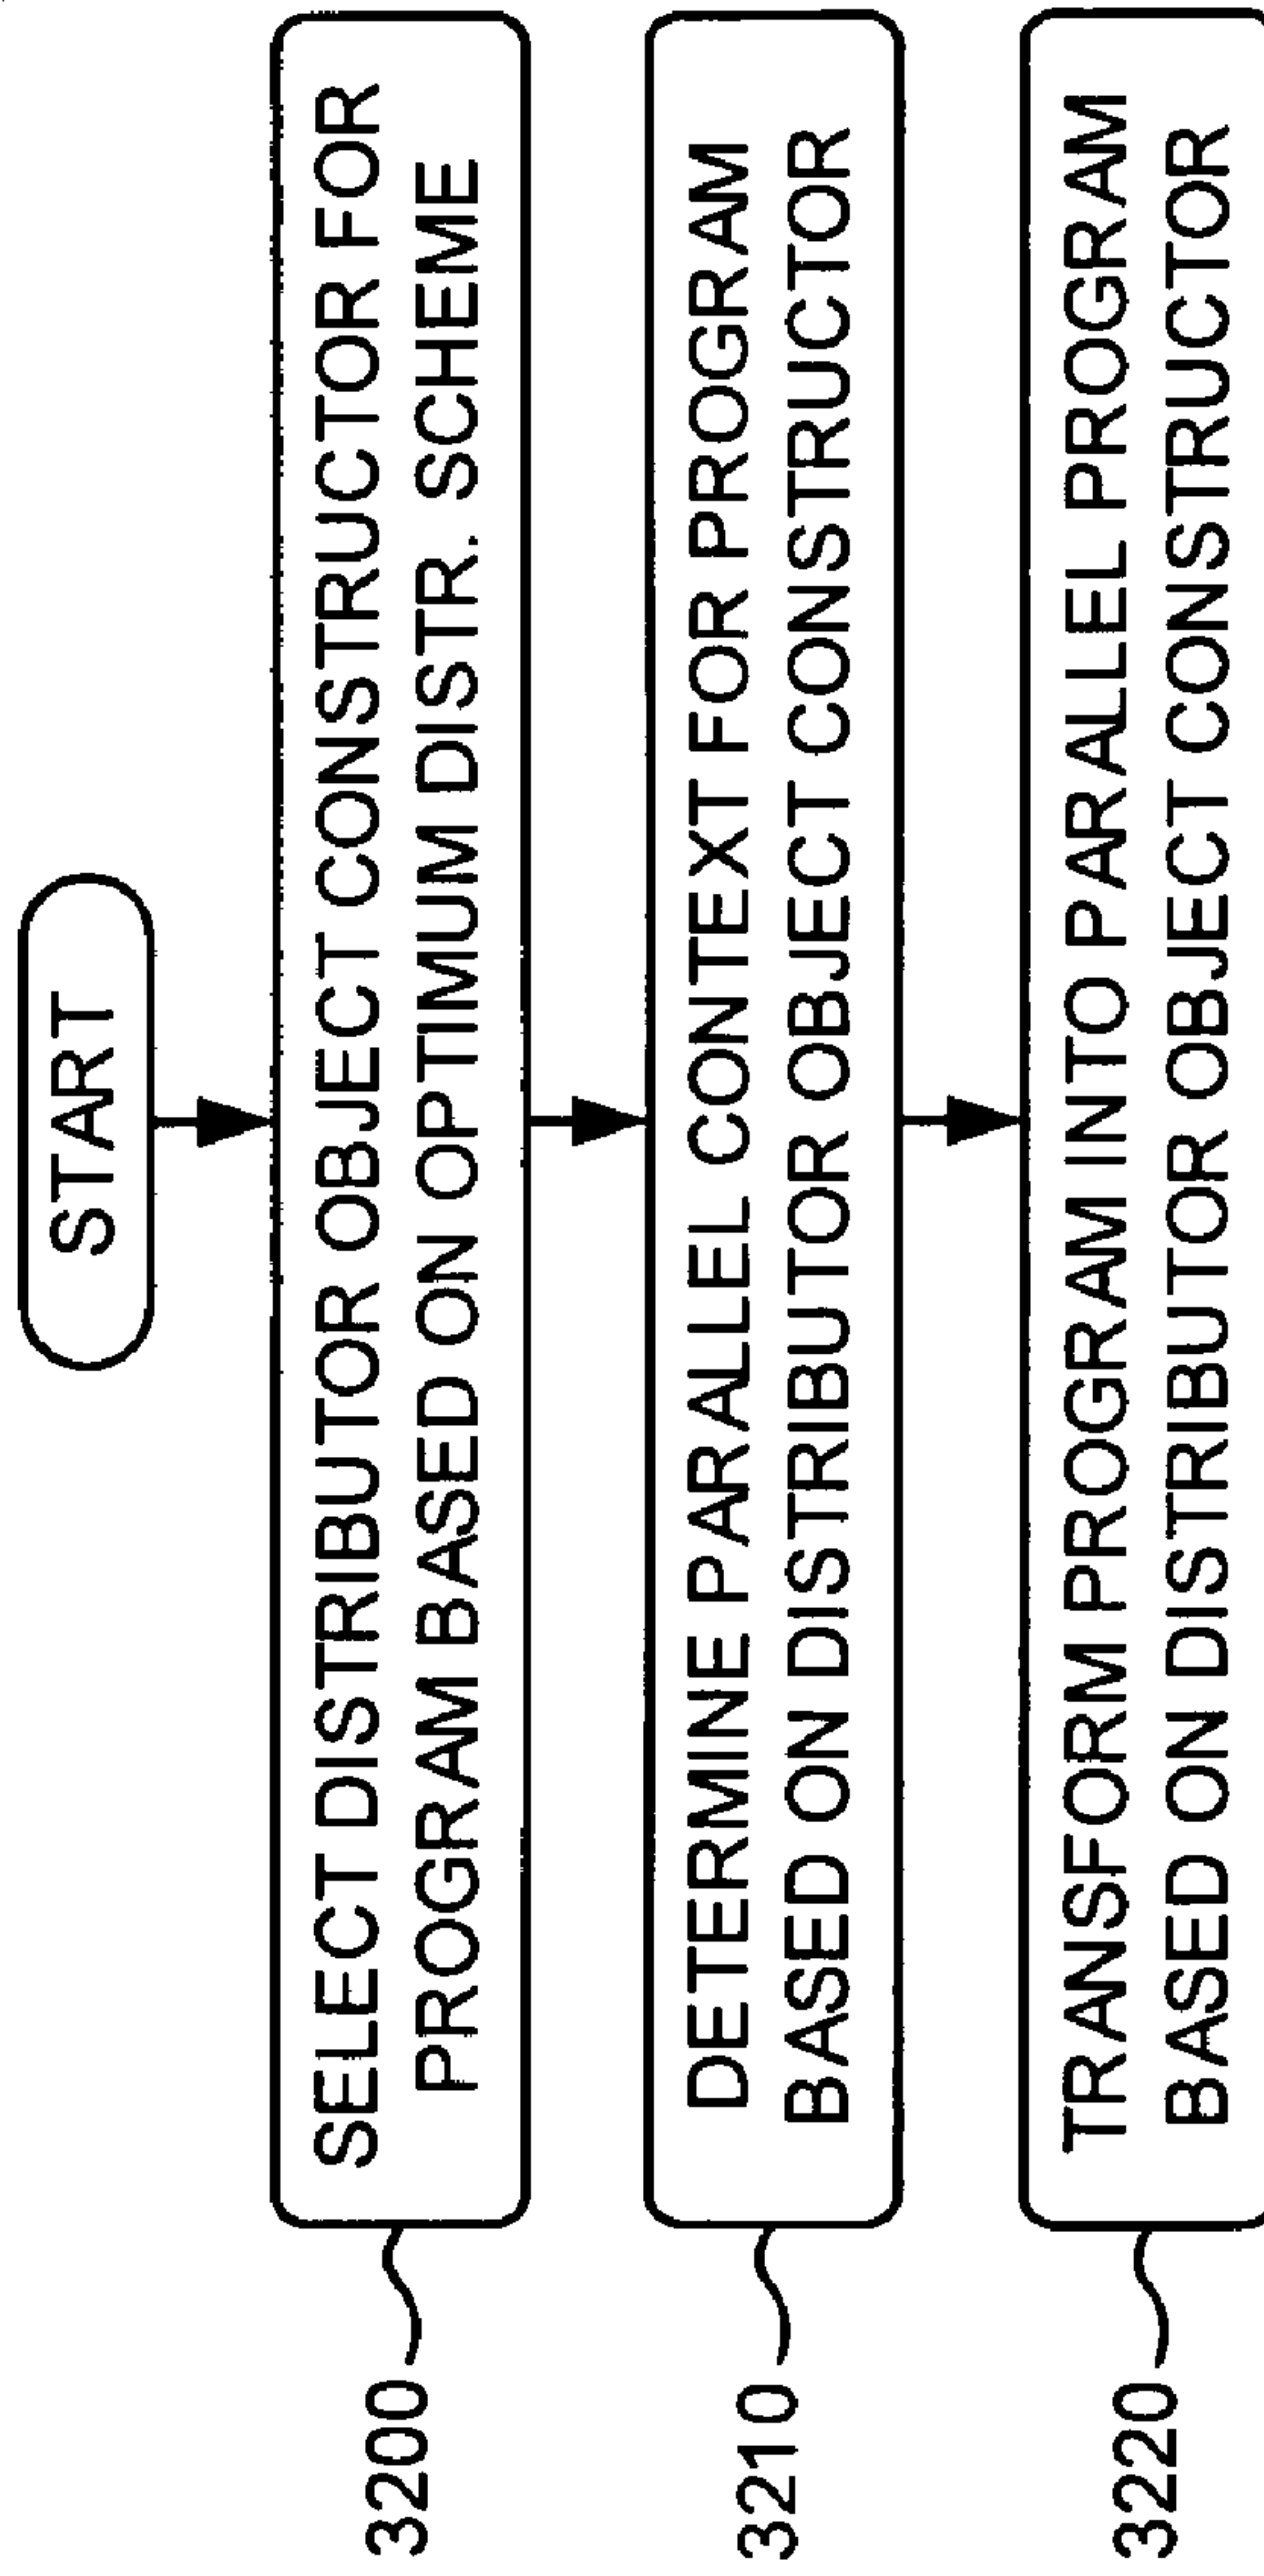 START
SELECT DISTRIBUTOR OBJECT CONSTRUCTOR FOR
PROGRAM BASED ON OPTIMUM DISTR. SCHEME
3200
DETERMINE PARALLEL CONTEXT FOR PROGRAM
BASED ON DISTRIBUTOR OBJECT CONSTRUCTOR
3210
TRANSFORM PROGRAM INTO PARALLEL PROGRAM
BASED ON DISTRIBUTOR OBJECT CONSTRUCTOR
3220